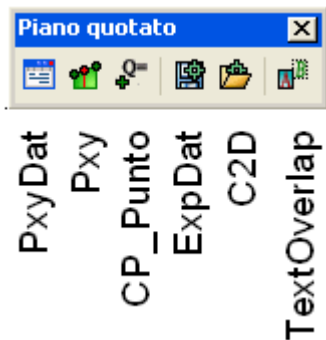 Piano quotato
Q=
PxyDat
Pxy
CP_Punto
ExpDat
C2D
TextOverlap